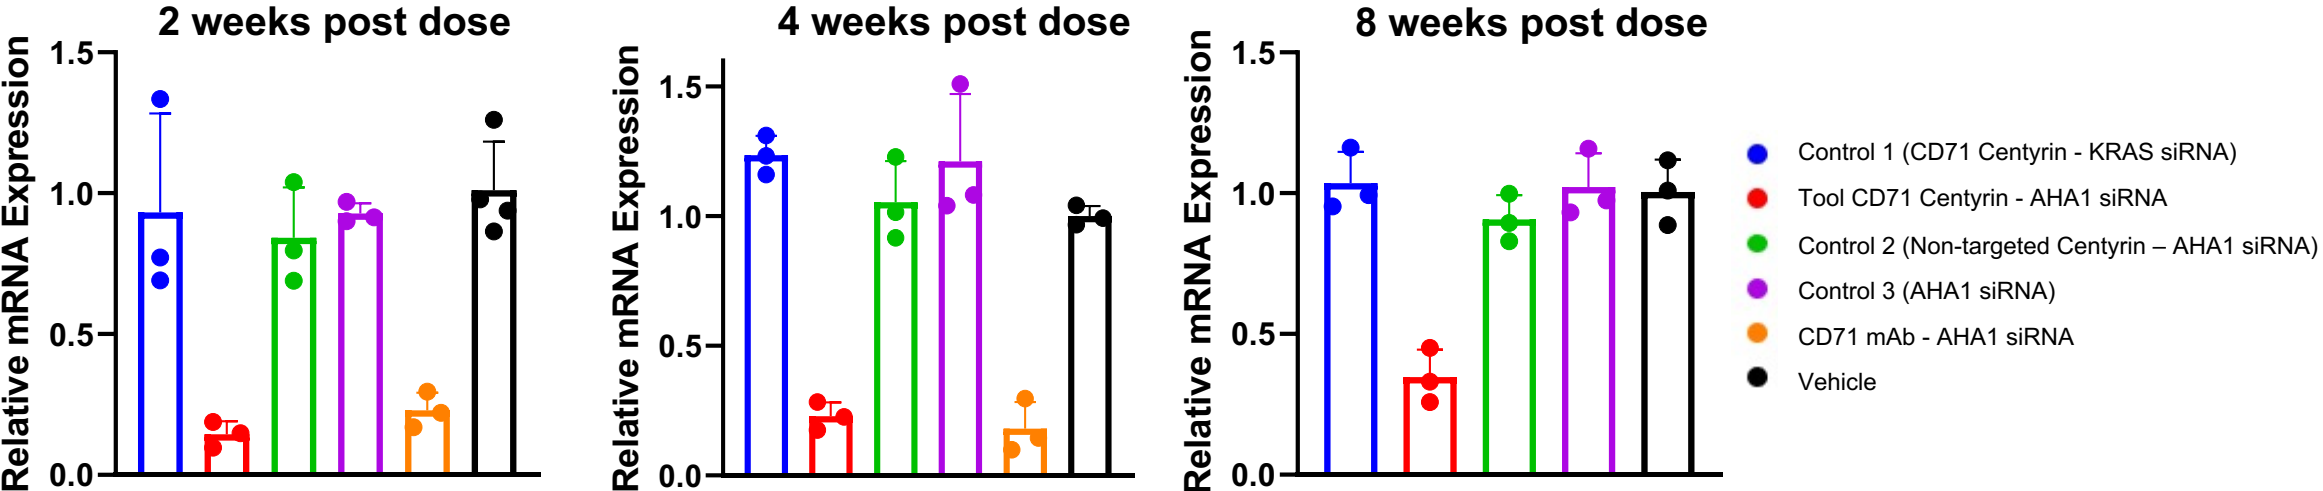 2 weeks post dose
Relative mRNA Expression
1.5
1.0
0.5
0.0
4 weeks post dose
Relative mRNA Expression
1.5
1.0
0.5
0.0
8 weeks post dose
Relative mRNA Expression
1.5
1.0
0.5
0.0
Control 1 (CD71 Centyrin - KRAS siRNA)
Tool CD71 Centyrin - AHA1 siRNA
Control 2 (Non-targeted Centyrin – AHA1 siRNA)
Control 3 (AHA1 siRNA)
CD71 mAb - AHA1 siRNA
Vehicle